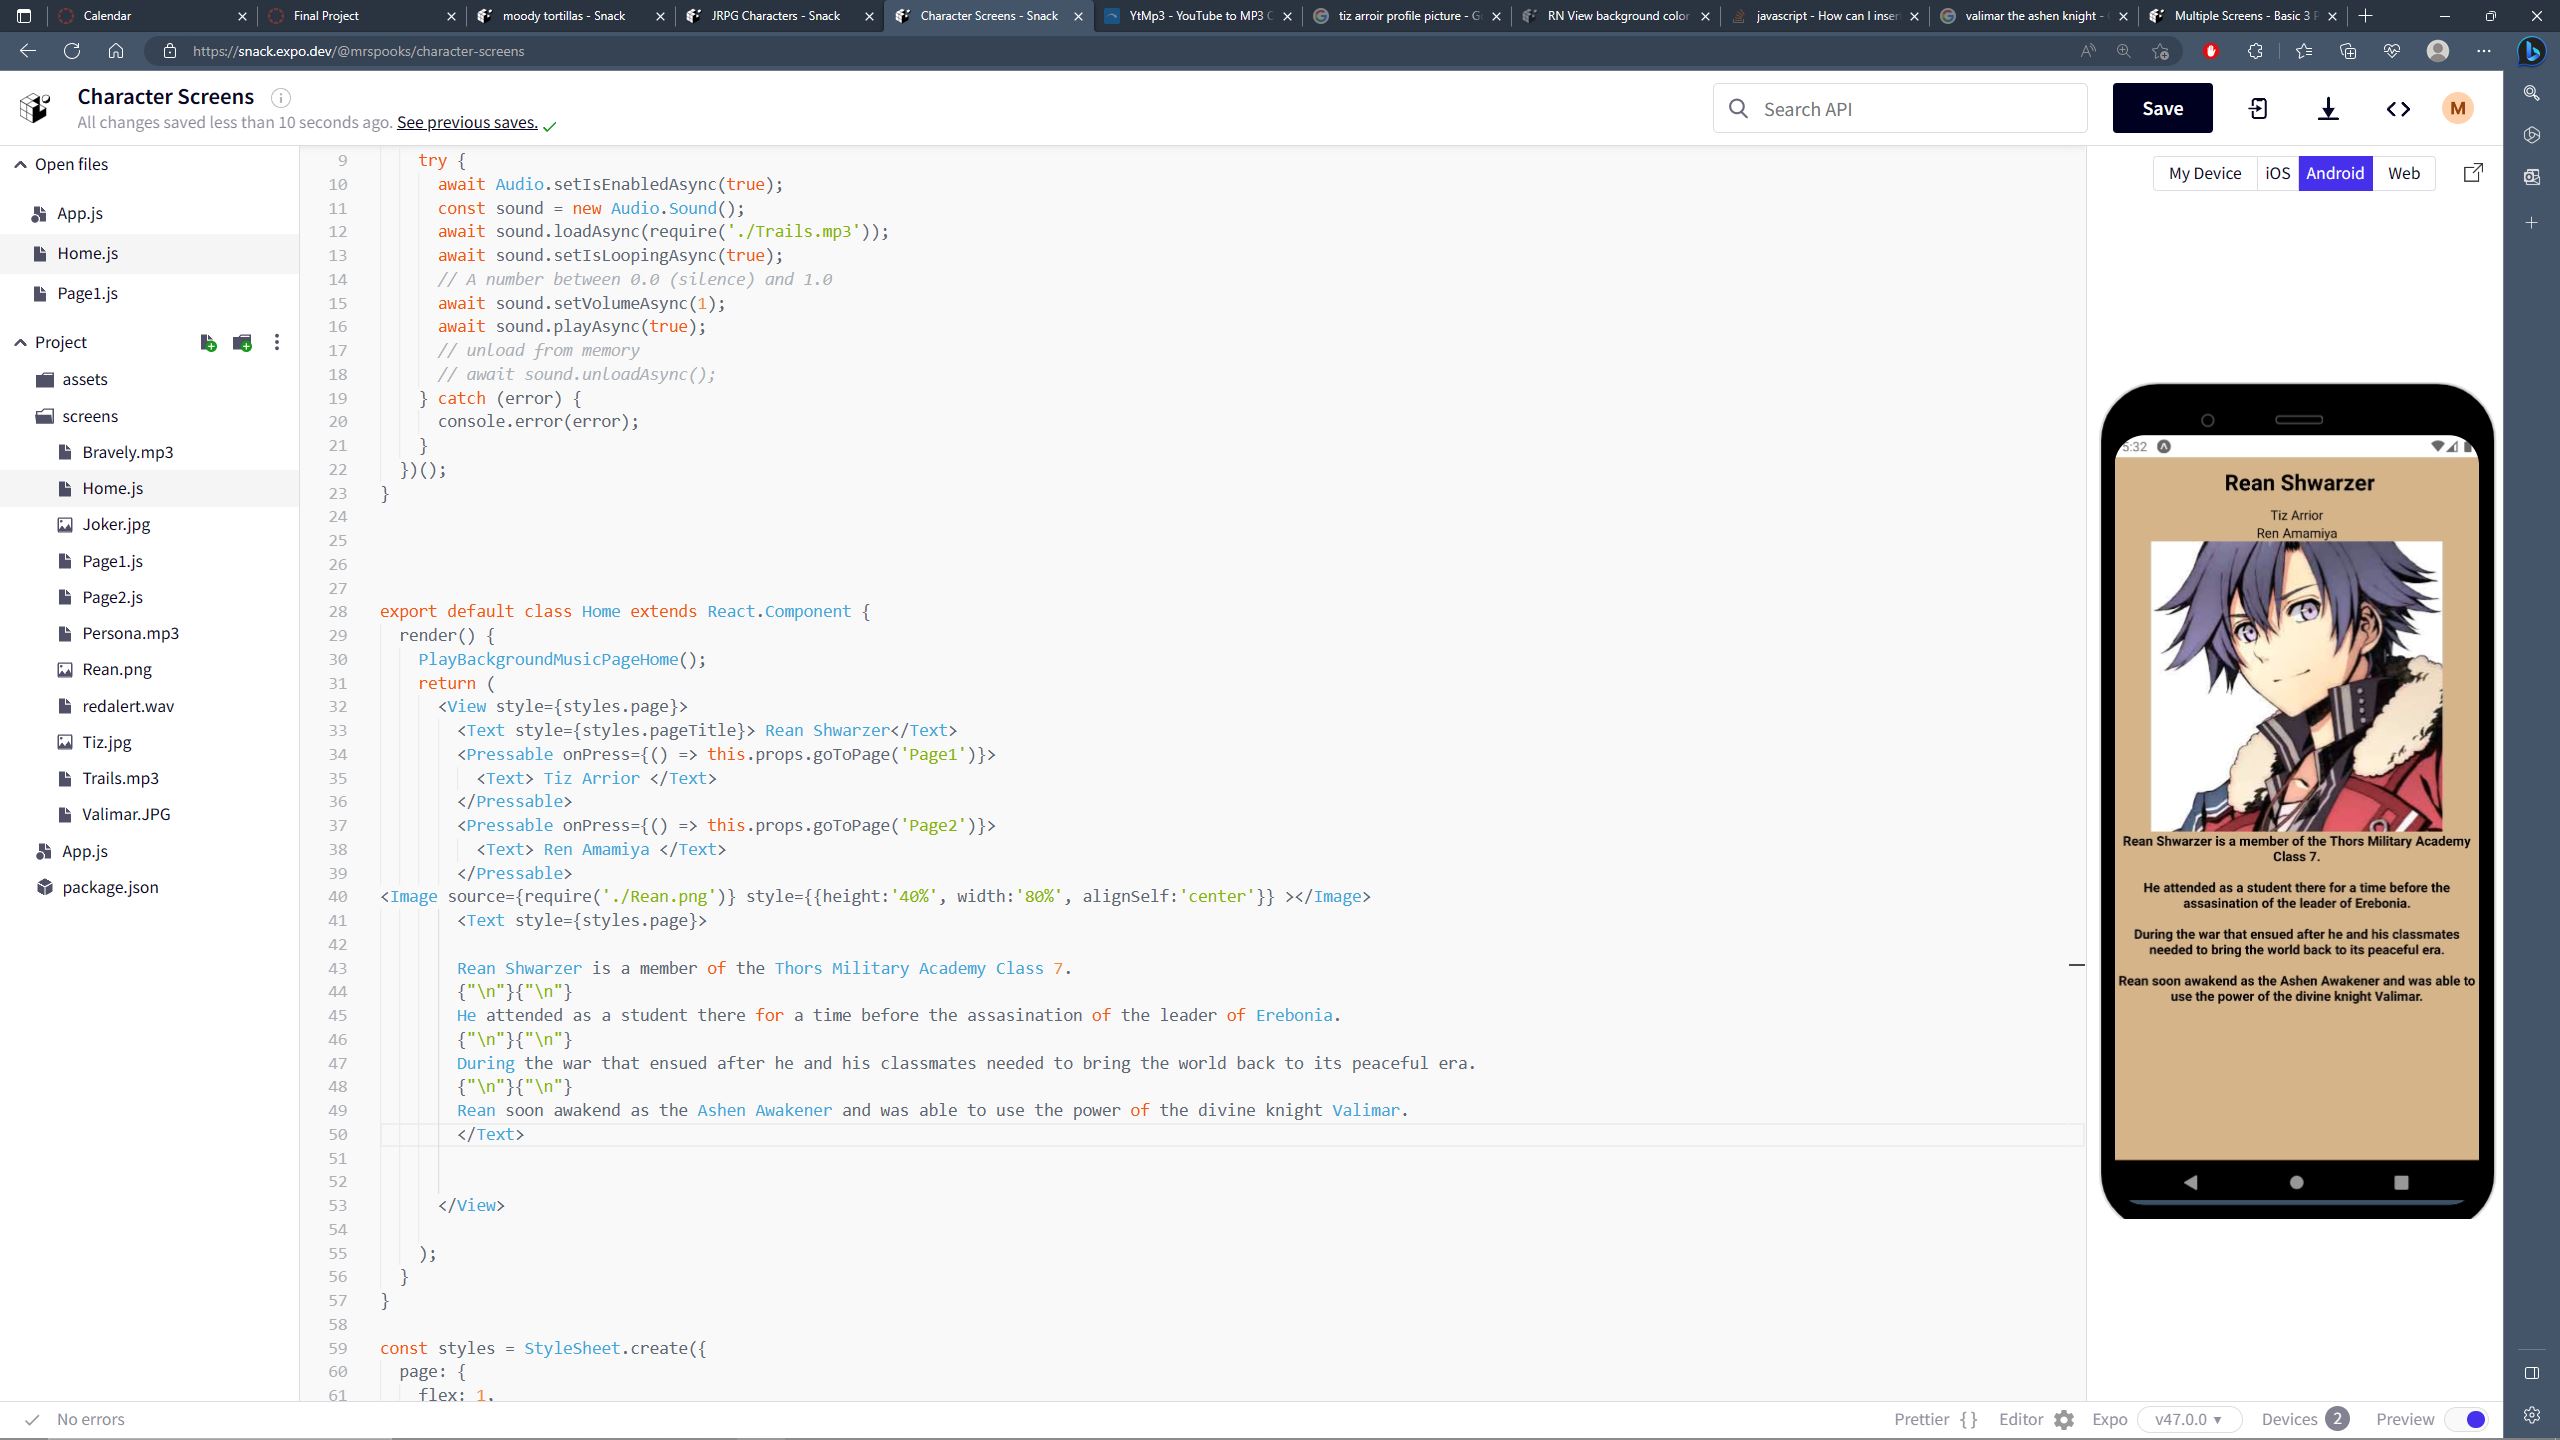 Calendar
Final Project
moody tortillas - Snack
JRPG Characters - Snack
Character Screens - Snack
YtMp3 - YouTube to MP3 C
tiz arroir profile picture - G
RN View background color
javascript - How can I inser
valimar the ashen knight -
Multiple Screens - Basic 3 P
https://snack.expo.dev/@mrspooks/character-screens
Character Screens
All changes saved less than 10 seconds ago. See previous saves.
Search API
Save
M
Open files
App.js
Home.js
Page1.js
Project
assets
screens
Bravely.mp3
Home.js
Joker.jpg
Page1.js
Page2.js
Persona.mp3
Rean.png
redalert.wav
Tiz.jpg
Trails.mp3
Valimar.JPG
App.js
package.json
9 try {
10 await Audio.setIsEnabledAsync(true);
11 const sound = new Audio.Sound();
12 await sound.loadAsync(require('./Trails.mp3'));
13 await sound.setIsLoopingAsync(true);
14 // A number between 0.0 (silence) and 1.0
15 await sound.setVolumeAsync(1);
16 await sound.playAsync(true);
17 // unload from memory
18 // await sound.unloadAsync();
19 } catch (error) {
20 console.error(error);
21 }
22 })();
23 }
24
25
26
27
28 export default class Home extends React.Component {
29 render() {
30 PlayBackgroundMusicPageHome();
31 return (
32 <View style={styles.page}>
33 <Text style={styles.pageTitle}> Rean Shwarzer</Text>
34 <Pressable onPress={() => this.props.goToPage('Page1')}>
35 <Text> Tiz Arrior </Text>
36 </Pressable>
37 <Pressable onPress={() => this.props.goToPage('Page2')}>
38 <Text> Ren Amamiya </Text>
39 </Pressable>
40 <Image source={require('./Rean.png')} style={{height:'40%', width:'80%', alignSelf:'center'}} ></Image>
41 <Text style={styles.page}>
42
43 Rean Shwarzer is a member of the Thors Military Academy Class 7.
44 {"\n"}{"\n"}
45 He attended as a student there for a time before the assasination of the leader of Erebonia.
46 {"\n"}{"\n"}
47 During the war that ensued after he and his classmates needed to bring the world back to its peaceful era.
48 {"\n"}{"\n"}
49 Rean soon awakend as the Ashen Awakener and was able to use the power of the divine knight Valimar.
50 </Text>
51
52
53 </View>
54
55 );
56 }
57 }
58
59 const styles = StyleSheet.create({
60 page: {
61 flex: 1,
My Device
iOS
Android
Web
5:32
Rean Shwarzer
Tiz Arrior
Ren Amamiya
Rean Shwarzer is a member of the Thors Military Academy
Class 7.
He attended as a student there for a time before the
assasination of the leader of Erebonia.
During the war that ensued after he and his classmates
needed to bring the world back to its peaceful era.
Rean soon awakend as the Ashen Awakener and was able to
use the power of the divine knight Valimar.
No errors
Prettier { }
Editor
Expo
v47.0.0
Devices 2
Preview